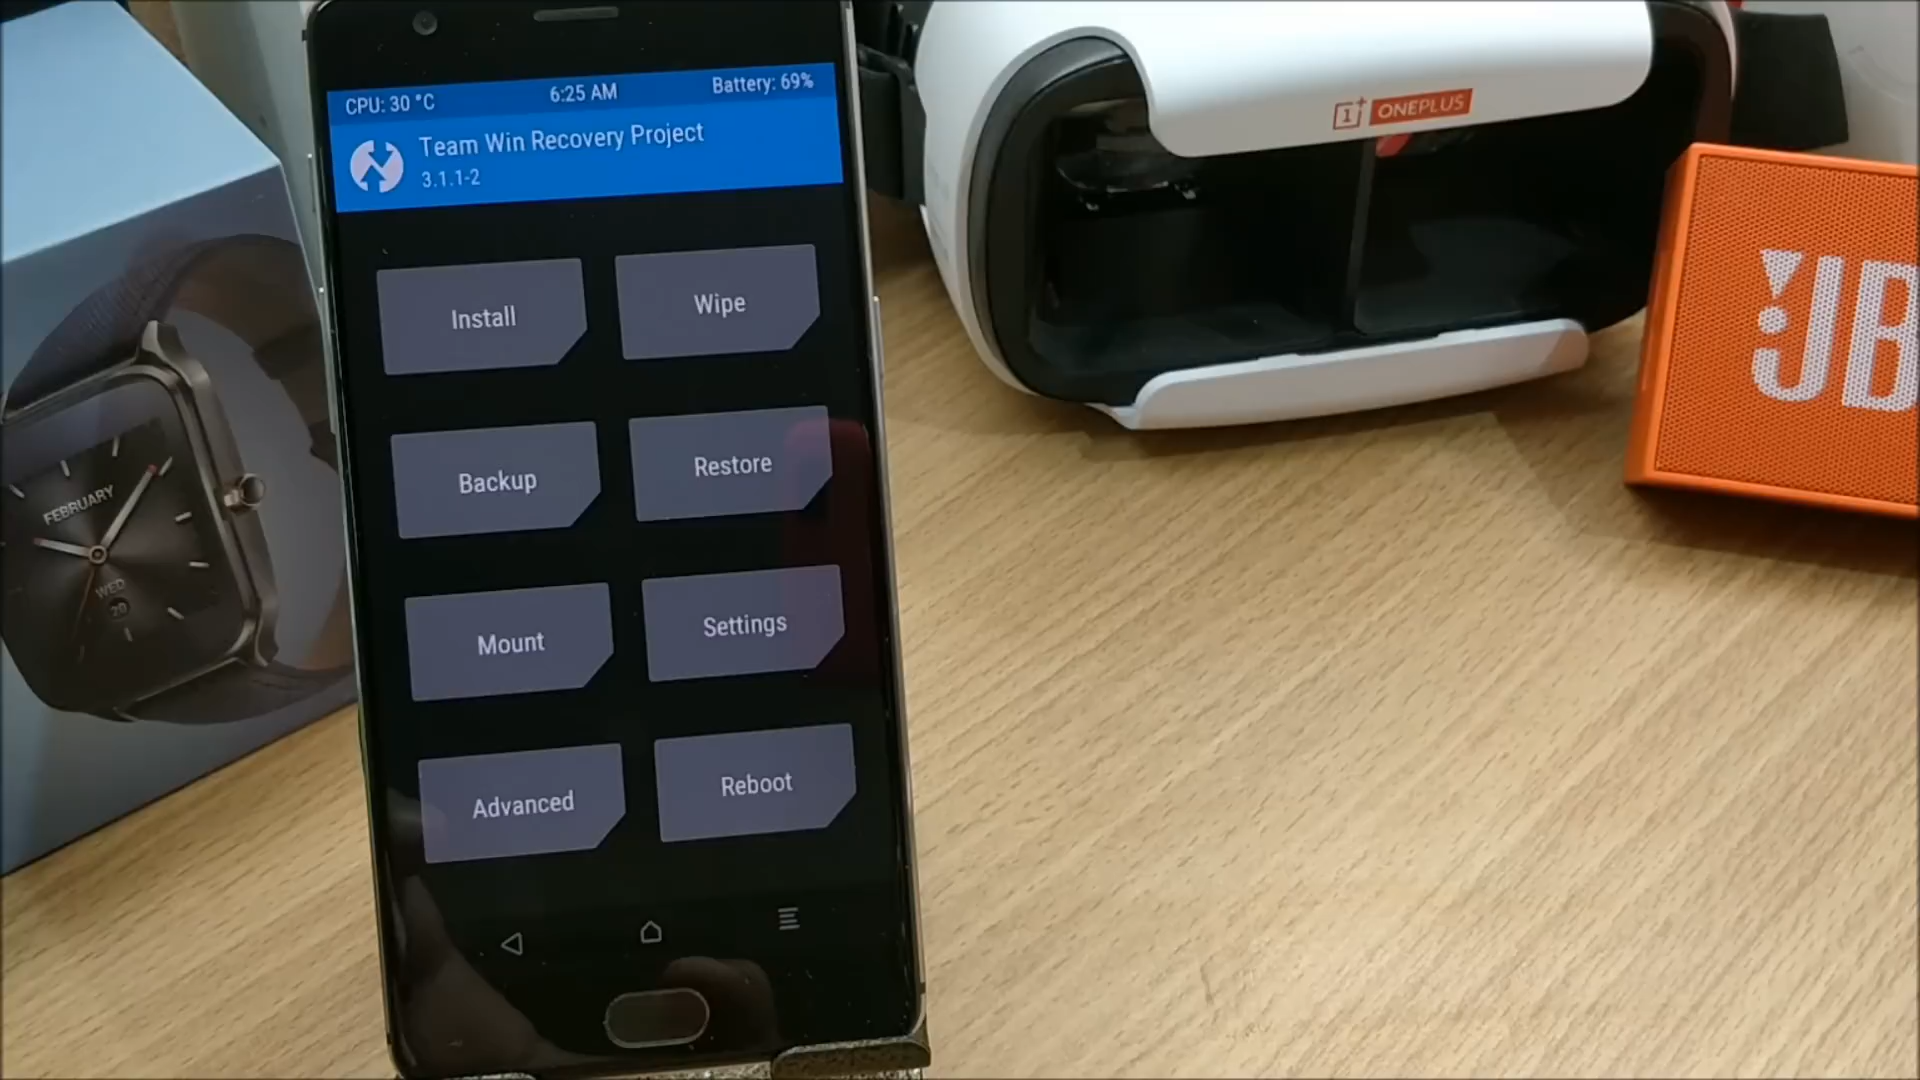 CPU: 30 °C
6:25 AM
Battery: 69%
Team Win Recovery Project
3.1.1-2
Install
Wipe
Backup
Restore
Mount
Settings
Advanced
Reboot
FEBRUARY
WED
20
1+ ONEPLUS
JB